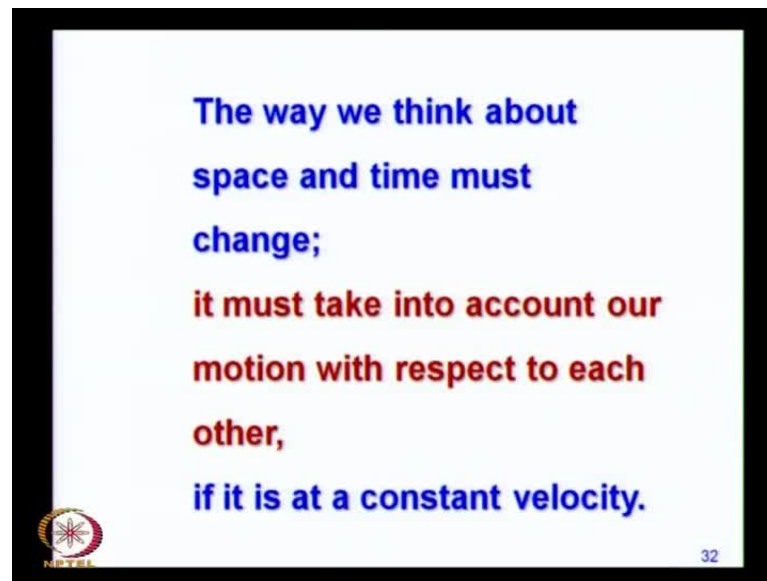 The way we think about
space and time must
change;
it must take into account our
motion with respect to each
other,
if it is at a constant velocity.
NPTEL
32